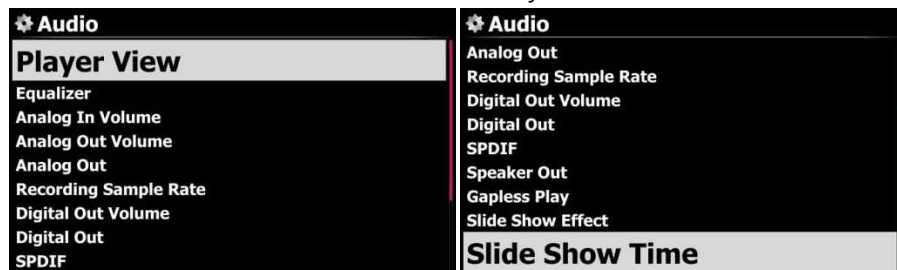 Audio
Player View
Equalizer
Analog In Volume
Analog Out Volume
Analog Out
Recording Sample Rate
Digital Out Volume
Digital Out
SPDIF
Audio
Analog Out
Recording Sample Rate
Digital Out Volume
Digital Out
SPDIF
Speaker Out
Gapless Play
Slide Show Effect
Slide Show Time